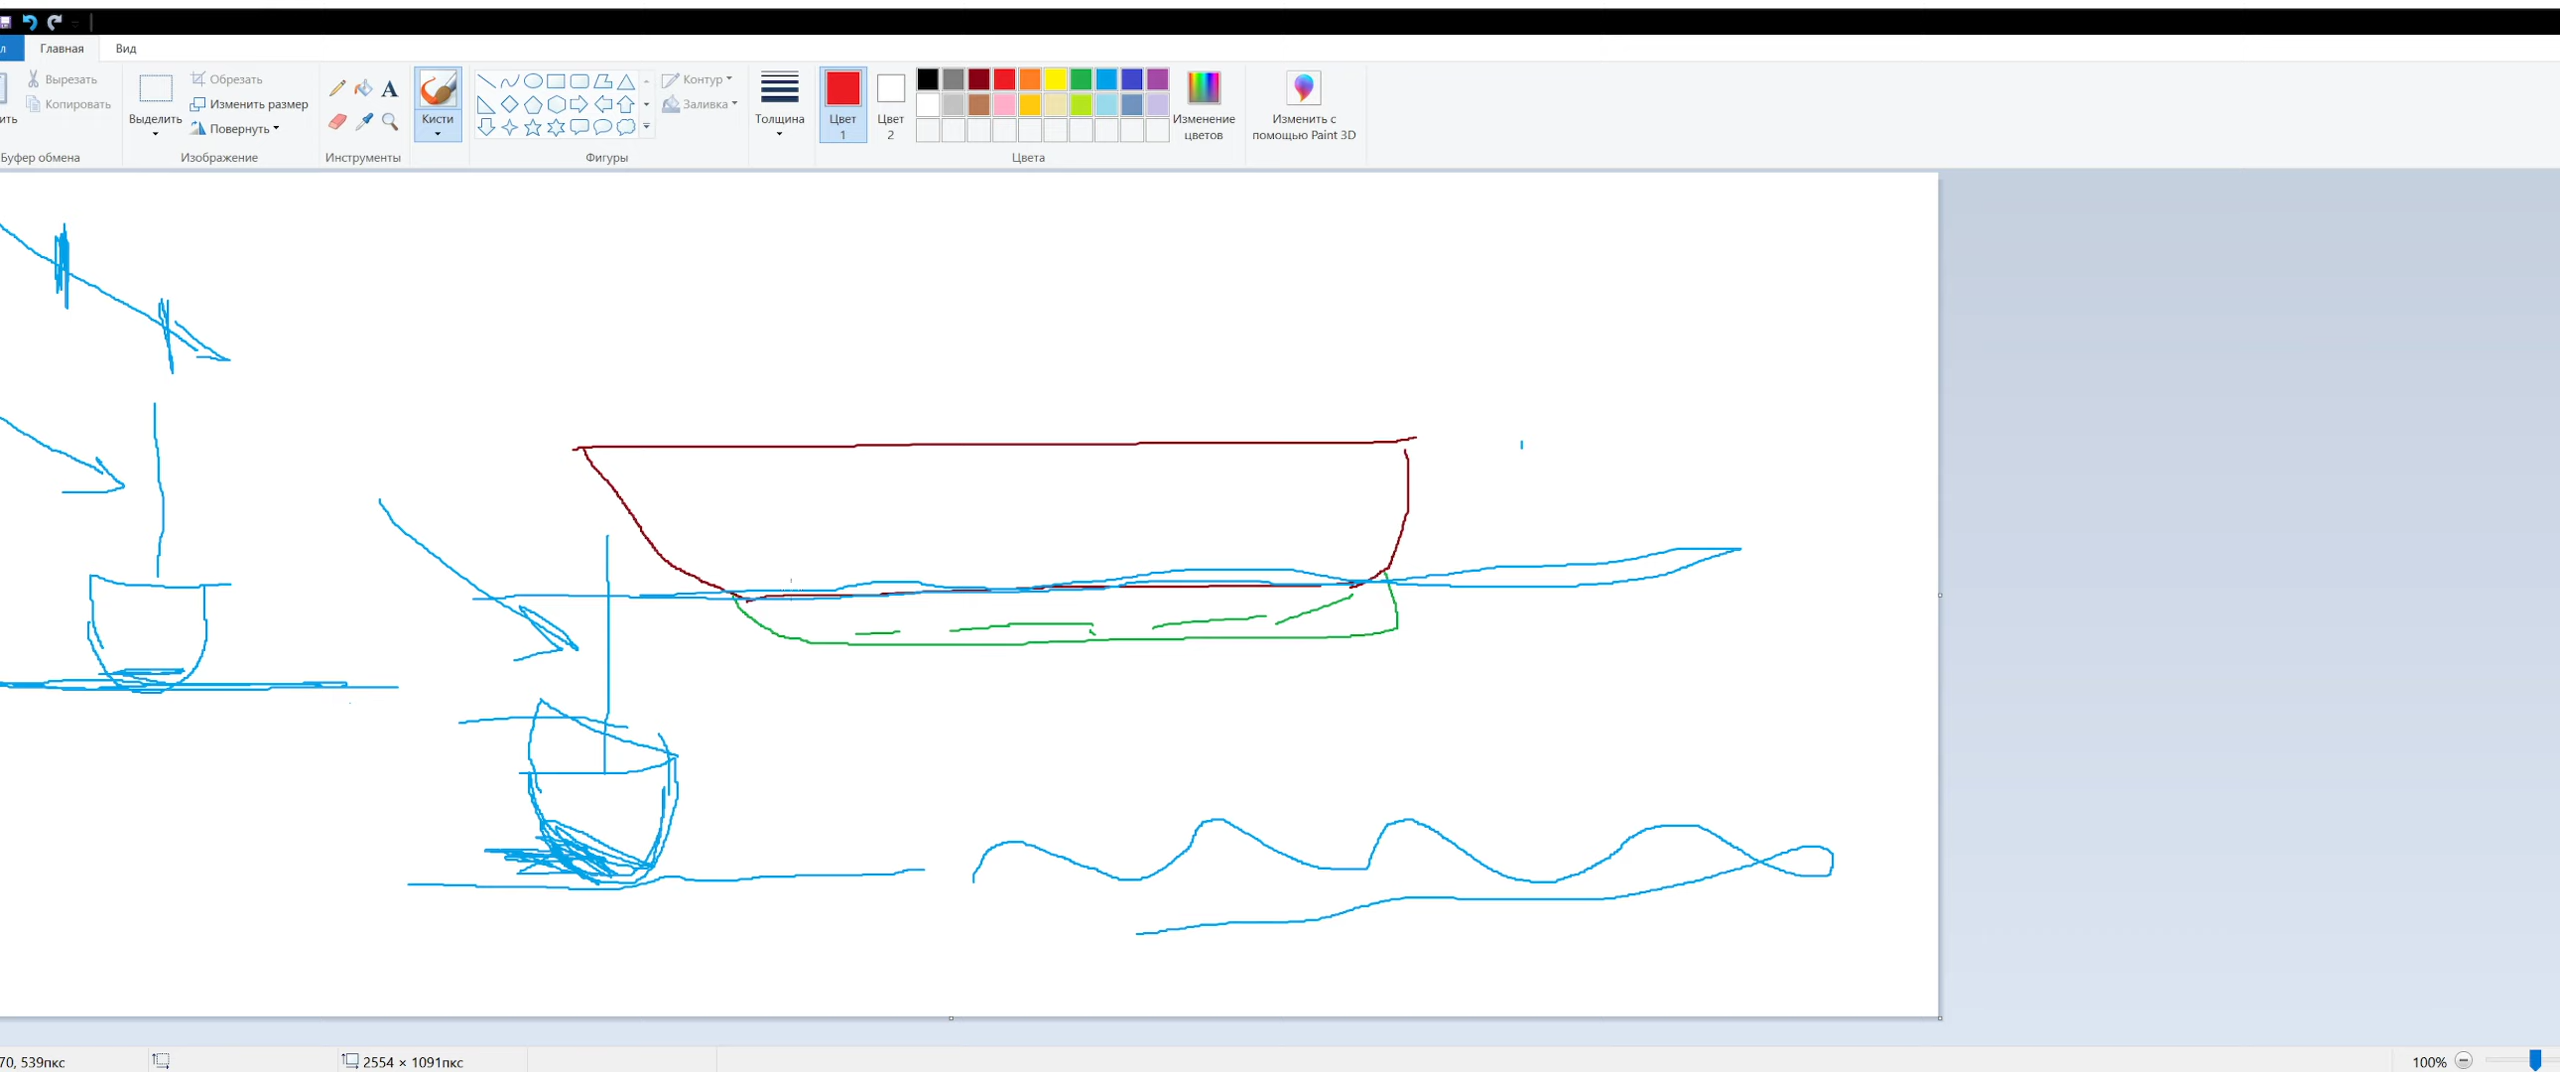 л Главная Вид
Вырезать
Копировать
ить
Буфер обмена
Выделить
Обрезать
Изменить размер
Повернуть
Изображение
A
Инструменты
Кисти
Контур
Заливка
Фигуры
Толщина
Цвет
1
Цвет
2
Цвета
Изменение
цветов
Изменить с
помощью Paint 3D
70, 539пкс
2554 × 1091пкс
100%